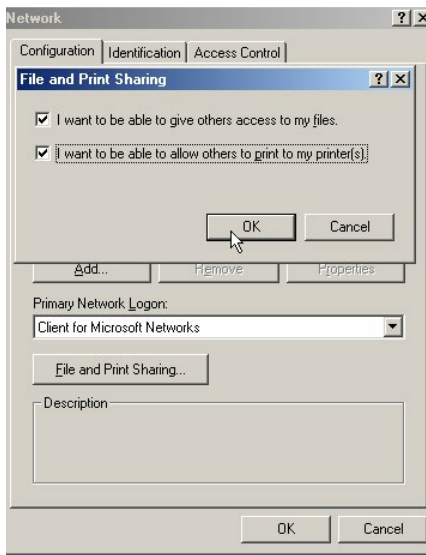 Network
Configuration Identification Access Control
File and Print Sharing
I want to be able to give others access to my files.
I want to be able to allow others to print to my printer(s).
OK Cancel
Add... Remove Properties
Primary Network Logon:
Client for Microsoft Networks
File and Print Sharing...
Description
OK Cancel